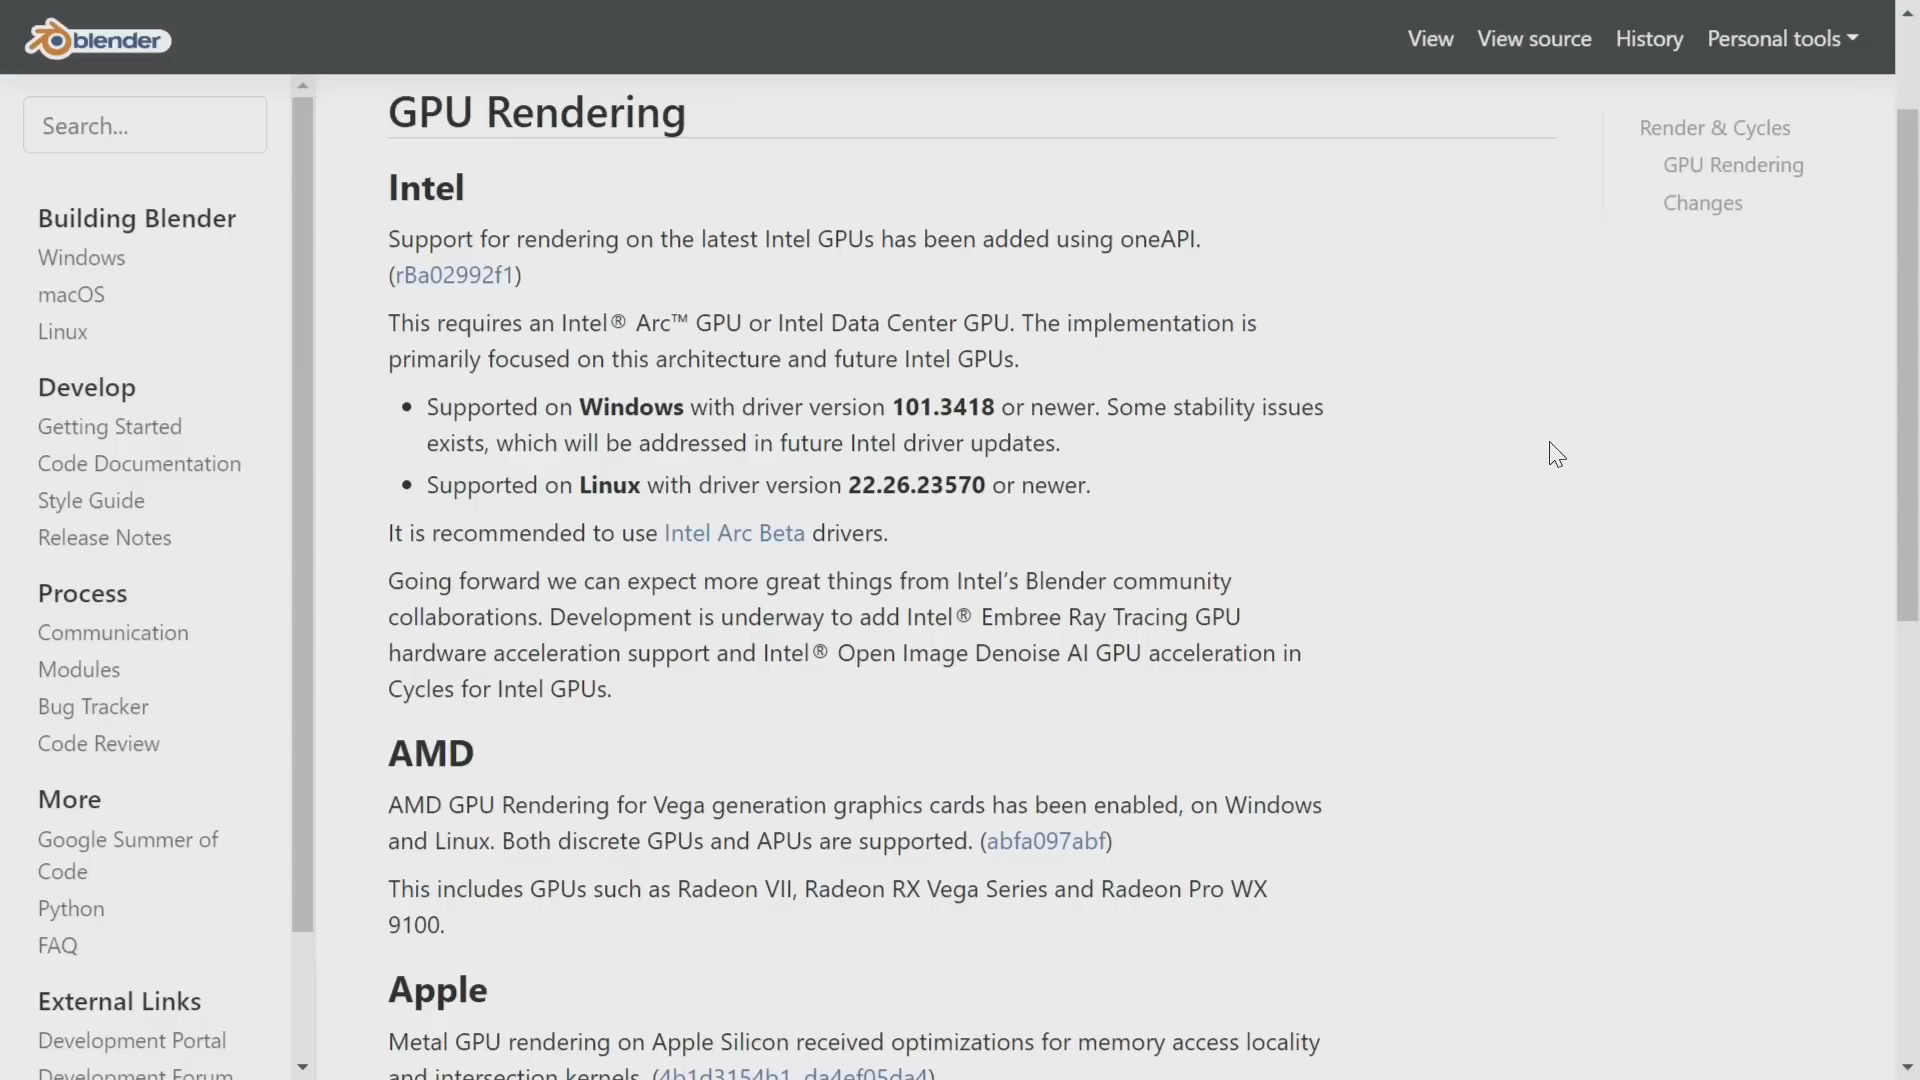 blender
View
View source
History
Personal tools
Search...
Building Blender
Windows
macOS
Linux
Develop
Getting Started
Code Documentation
Style Guide
Release Notes
Process
Communication
Modules
Bug Tracker
Code Review
More
Google Summer of
Code
Python
FAQ
External Links
Development Portal
Development Forum
GPU Rendering
Intel
Support for rendering on the latest Intel GPUs has been added using oneAPI.
(rBa02992f1)
This requires an Intel® Arc™ GPU or Intel Data Center GPU. The implementation is
primarily focused on this architecture and future Intel GPUs.
• Supported on Windows with driver version 101.3418 or newer. Some stability issues
exists, which will be addressed in future Intel driver updates.
• Supported on Linux with driver version 22.26.23570 or newer.
It is recommended to use Intel Arc Beta drivers.
Going forward we can expect more great things from Intel’s Blender community
collaborations. Development is underway to add Intel® Embree Ray Tracing GPU
hardware acceleration support and Intel® Open Image Denoise AI GPU acceleration in
Cycles for Intel GPUs.
AMD
AMD GPU Rendering for Vega generation graphics cards has been enabled, on Windows
and Linux. Both discrete GPUs and APUs are supported. (abfa097abf)
This includes GPUs such as Radeon VII, Radeon RX Vega Series and Radeon Pro WX
9100.
Apple
Metal GPU rendering on Apple Silicon received optimizations for memory access locality
and intersection kernels. (4b1d3154b1, da4ef05da4)
Render & Cycles
GPU Rendering
Changes